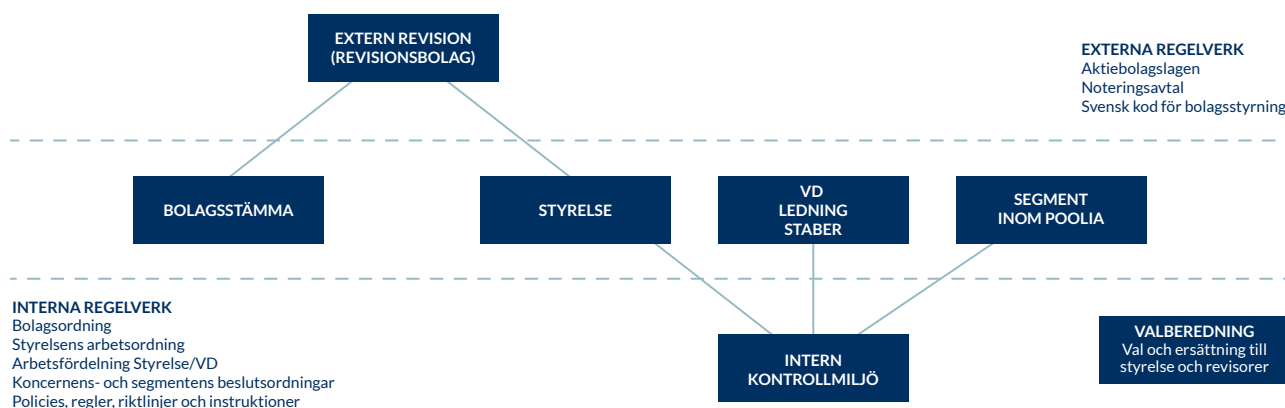 EXTERN REVISION
(REVISIONSBOLAG)
EXTERNA REGELVERK
Aktiebolagslagen
Noteringsavtal
Svensk kod för bolagsstyrning
BOLAGSSTÄMMA
STYRELSE
VD
LEDNING
STABER
SEGMENT
INOM POOLIA
INTERNA REGELVERK
Bolagsordning
Styrelsens arbetsordning
Arbetsfördelning Styrelse/VD
Koncernens- och segmentens beslutsordningar
Policies, regler, riktlinjer och instruktioner
INTERN
KONTROLLMILJÖ
VALBEREDNING
Val och ersättning till
styrelse och revisorer